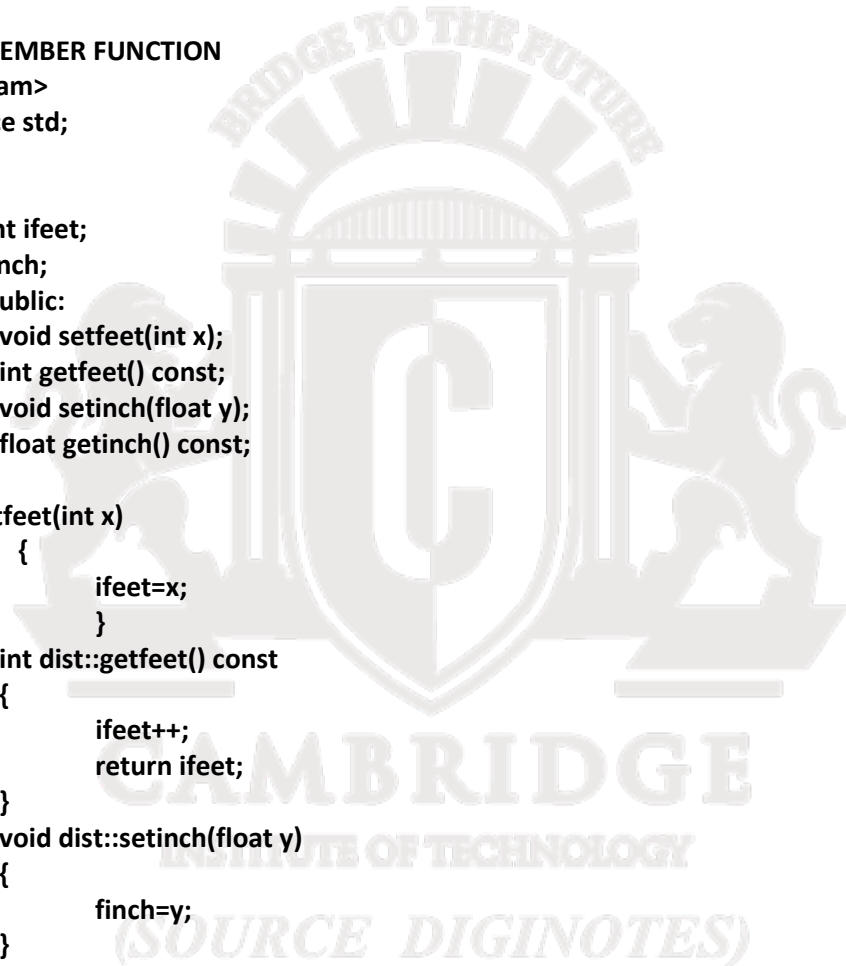 EMBER FUNCTION
am>
e std;
nt ifeet;
nch;
ublic:
void setfeet(int x);
int getfeet() const;
void setinch(float y);
float getinch() const;
tfeet(int x)
{
ifeet=x;
}
int dist::getfeet() const
{
ifeet++;
return ifeet;
}
void dist::setinch(float y)
{
finch=y;
}
BRIDGE TO THE FUTURE
C
CAMBRIDGE
INSTITUTE OF TECHNOLOGY
(SOURCE DIGINOTES)